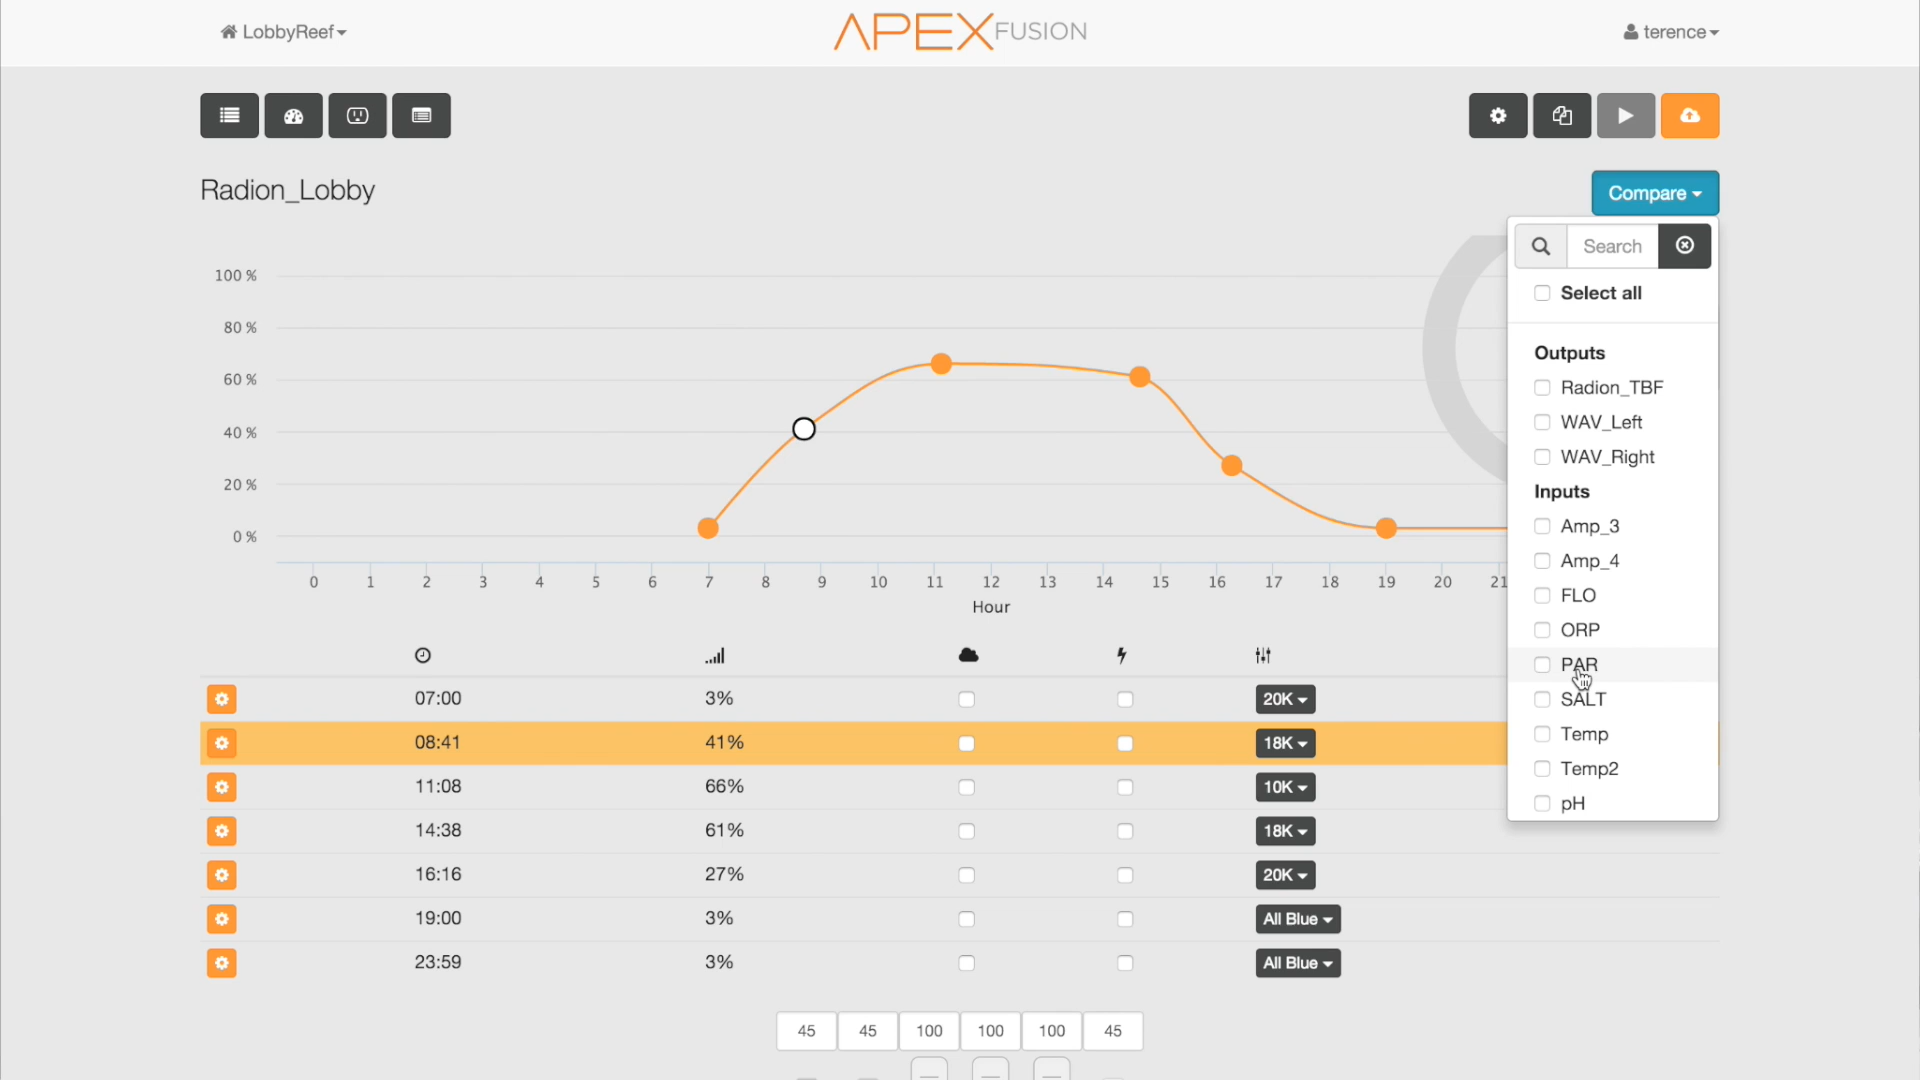 LobbyReef
APEX FUSION
terence
Radion_Lobby
Compare
Search
Select all
Outputs
Radion_TBF
WAV_Left
WAV_Right
Inputs
Amp_3
Amp_4
FLO
ORP
PAR
SALT
Temp
Temp2
pH
100 %
80 %
60 %
40 %
20 %
0 %
0 1 2 3 4 5 6 7 8 9 10 11 12 13 14 15 16 17 18 19 20 21
Hour
07:00 3% 20K
08:41 41% 18K
11:08 66% 10K
14:38 61% 18K
16:16 27% 20K
19:00 3% All Blue
23:59 3% All Blue
45 45 100 100 100 45